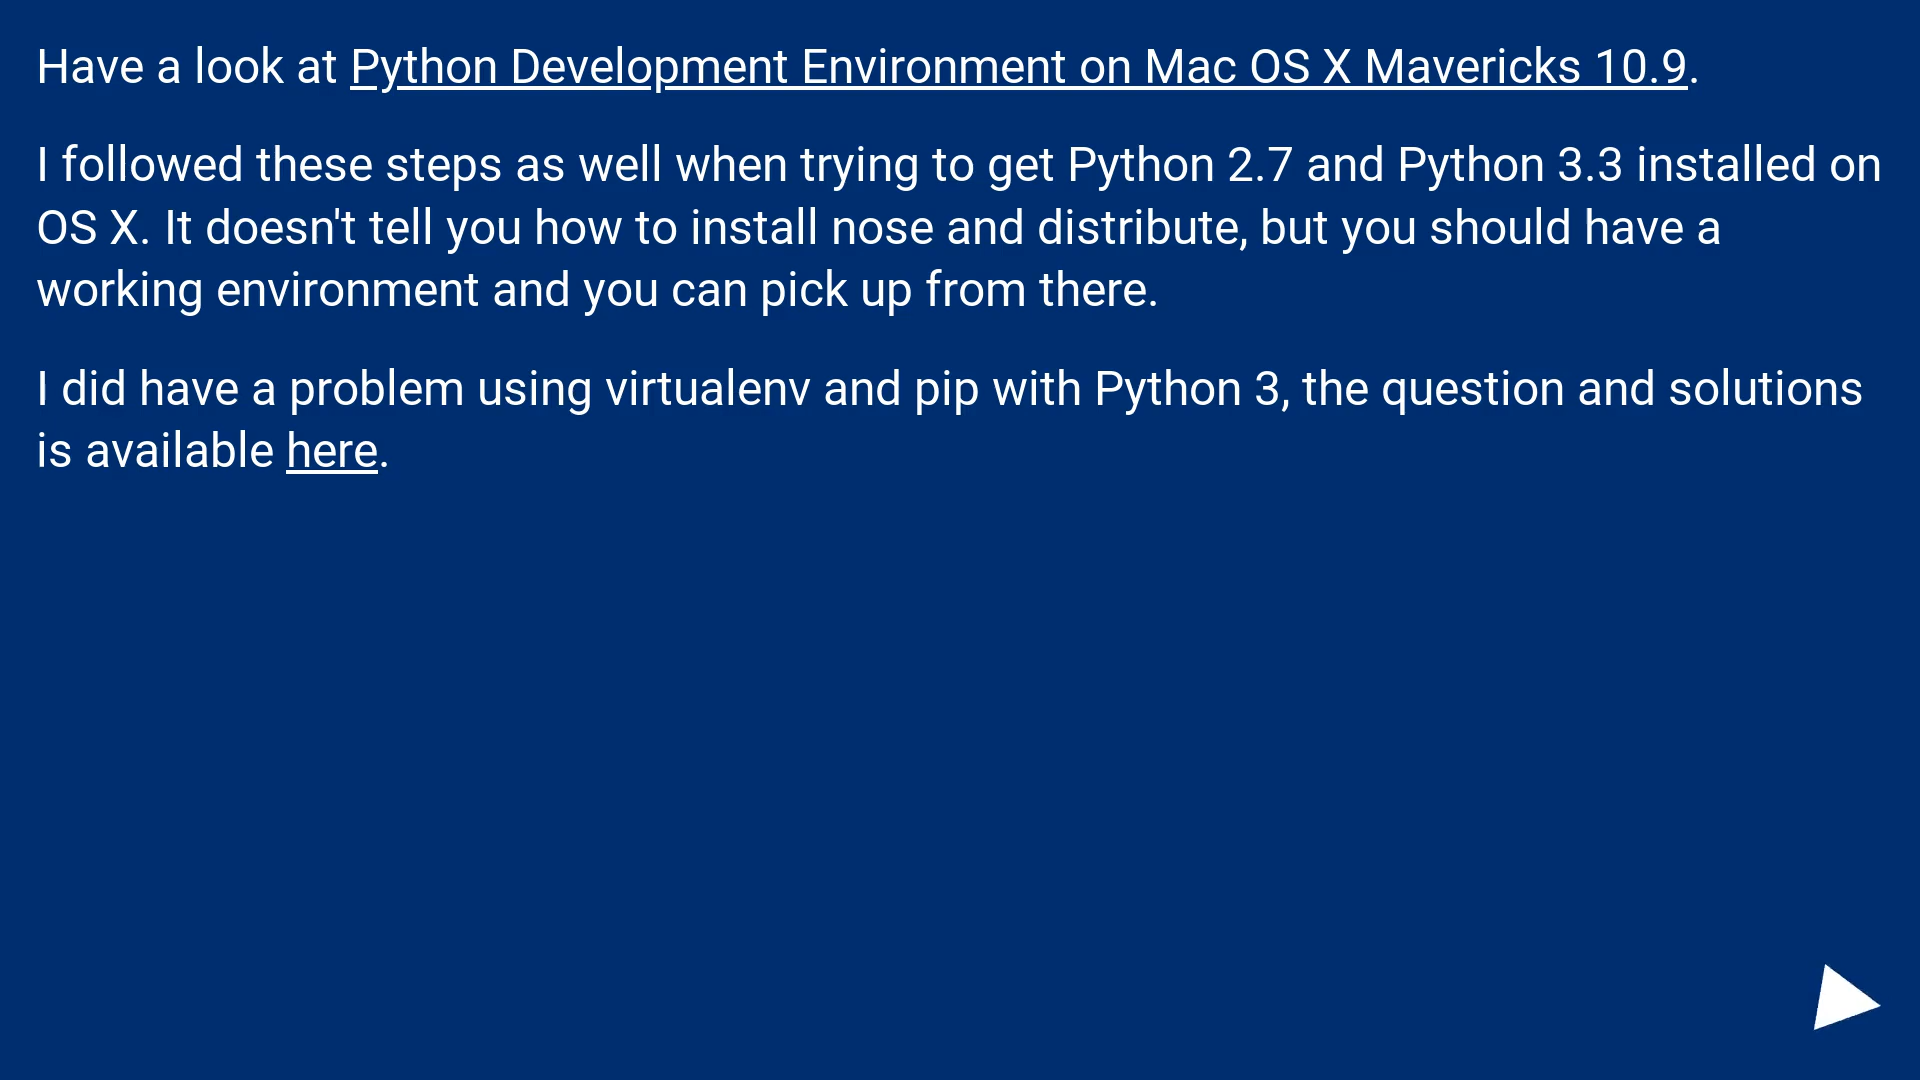 Have a look at Python Development Environment on Mac OS X Mavericks 10.9.
I followed these steps as well when trying to get Python 2.7 and Python 3.3 installed on
OS X. It doesn't tell you how to install nose and distribute, but you should have a
working environment and you can pick up from there.
I did have a problem using virtualenv and pip with Python 3, the question and solutions
is available here.